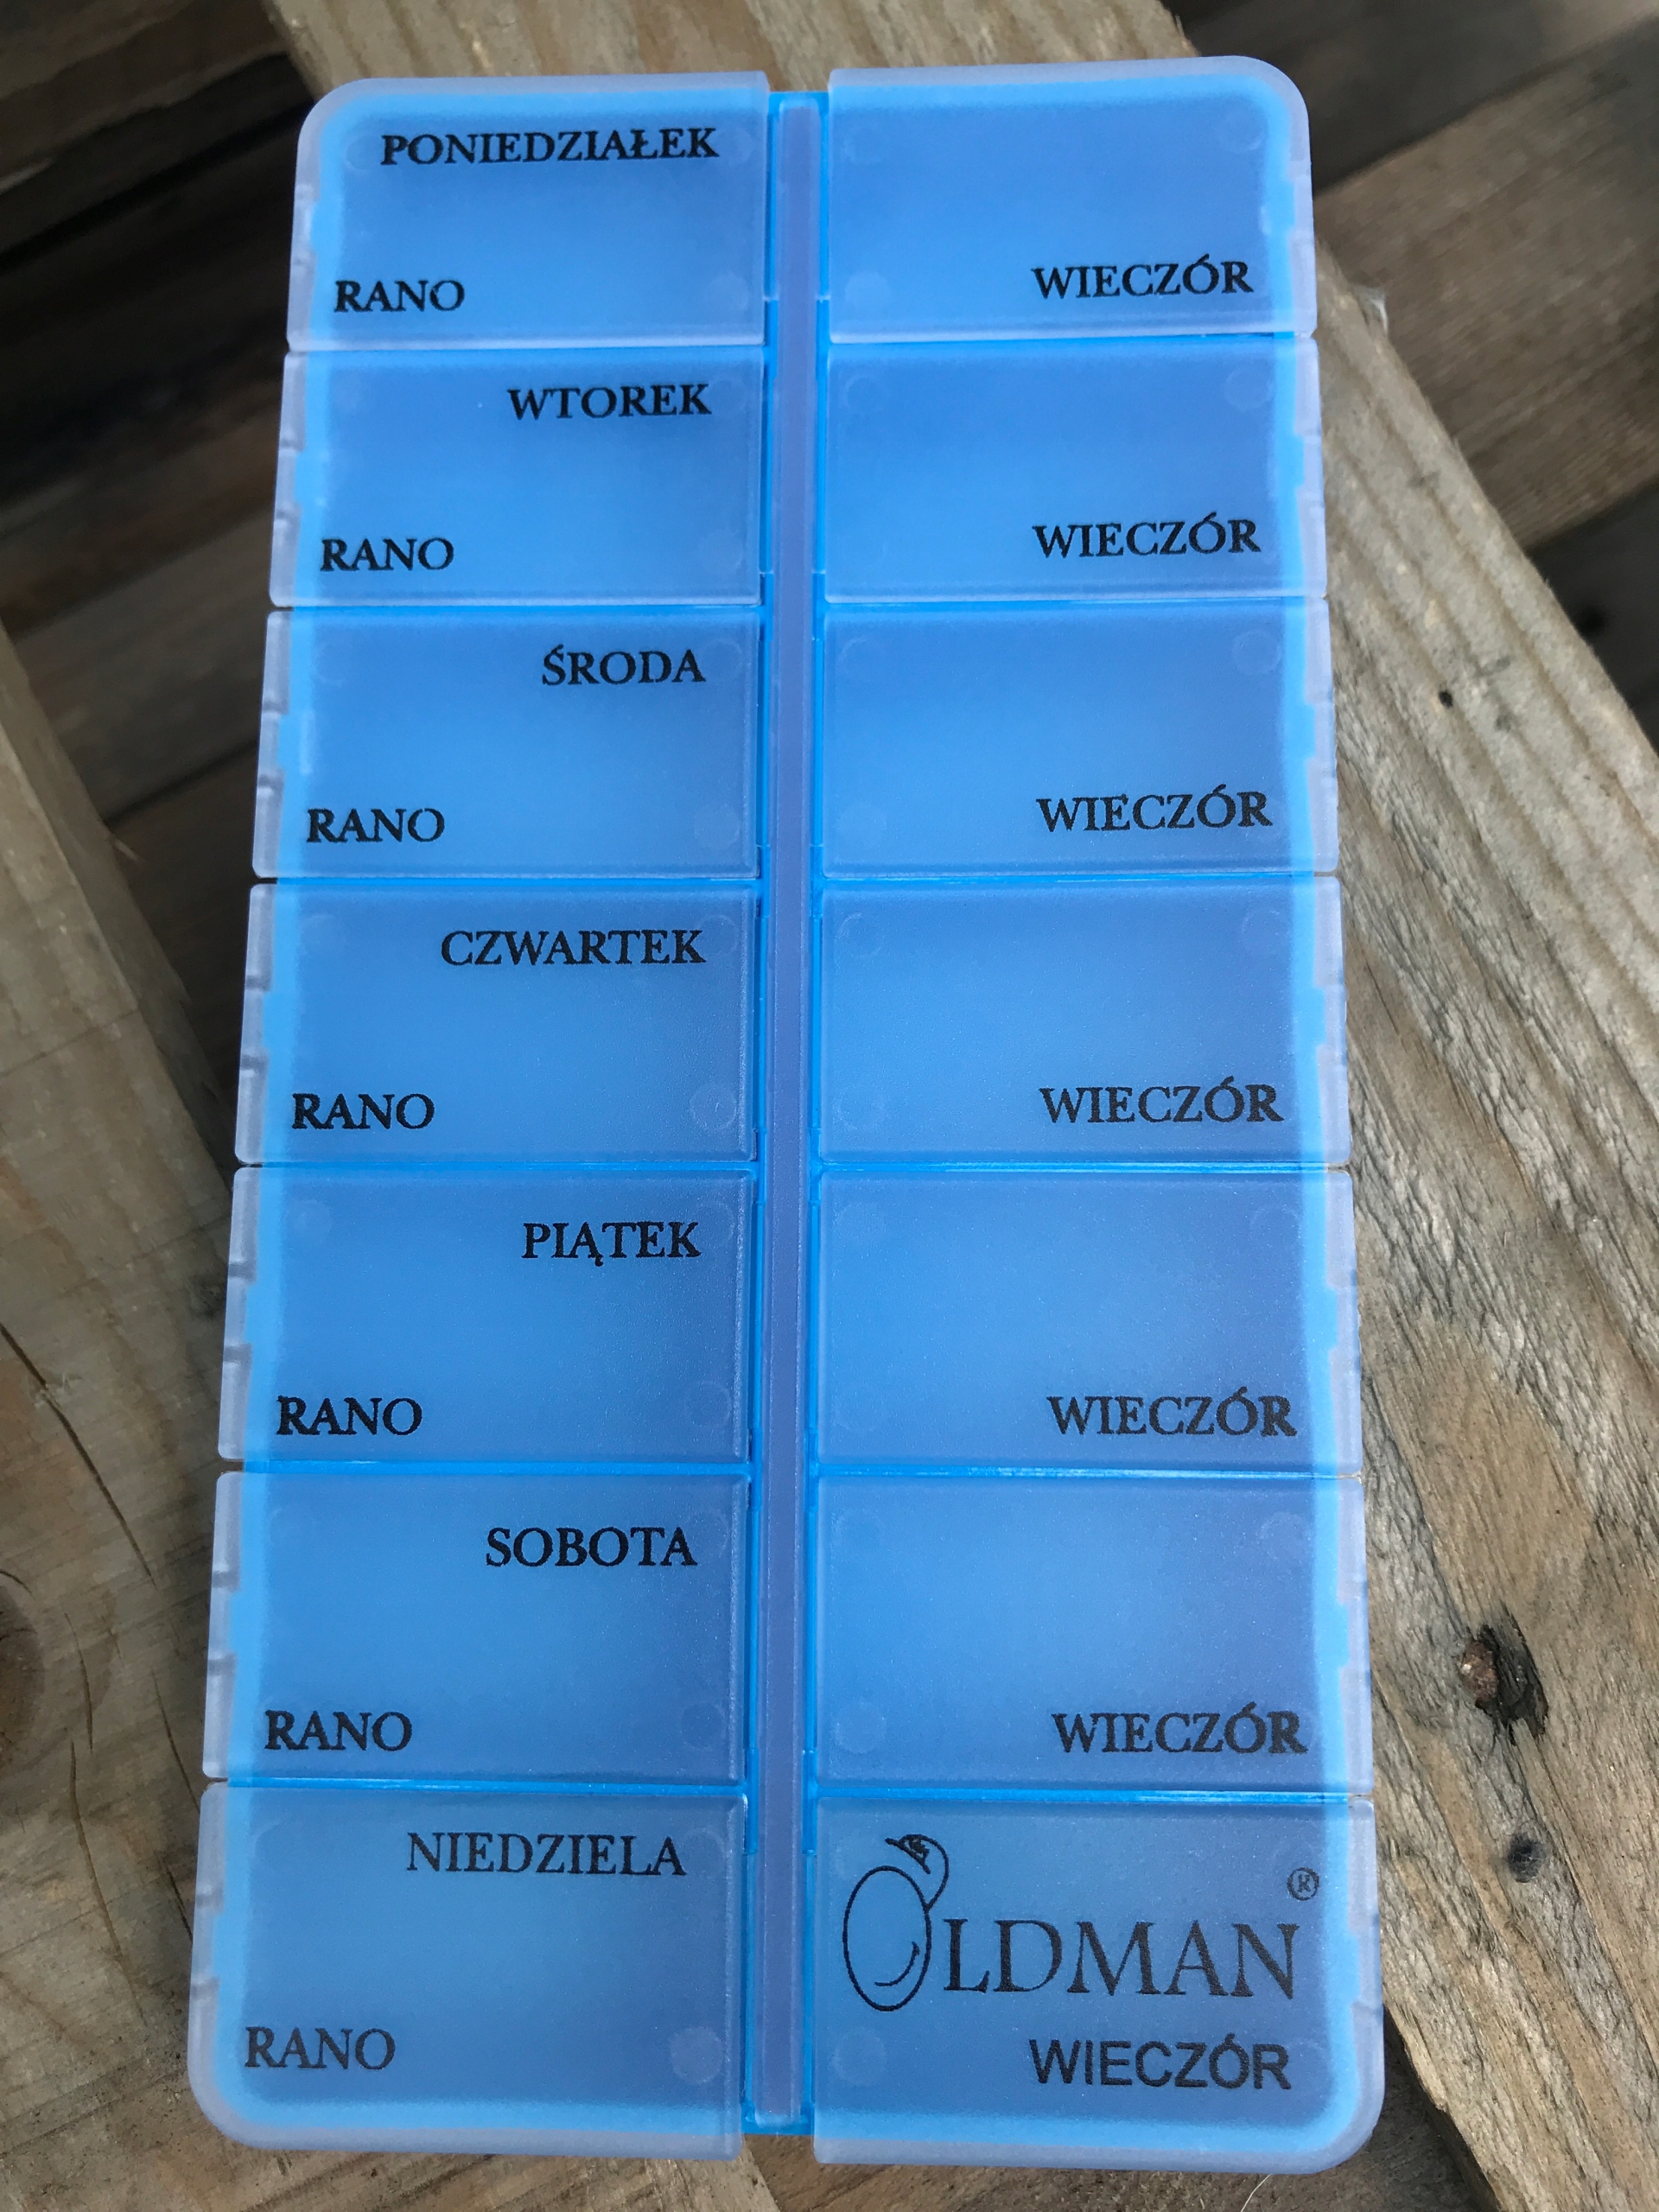 PONIEDZIAŁEK
RANO
WIECZÓR
WTOREK
RANO
WIECZÓR
ŚRODA
RANO
WIECZÓR
CZWARTEK
RANO
WIECZÓR
PIĄTEK
RANO
WIECZÓR
SOBOTA
RANO
WIECZÓR
NIEDZIELA
RANO
OLDMAN®
WIECZÓR